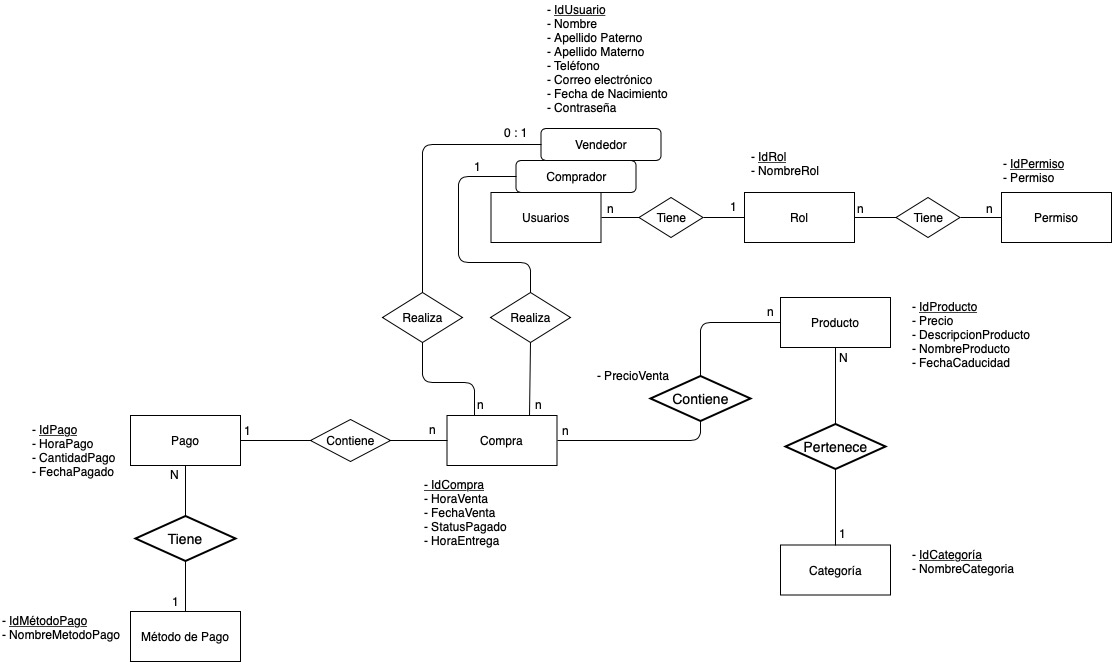 - IdUsuario
- Nombre
- Apellido Paterno
- Apellido Materno
- Teléfono
- Correo electrónico
- Fecha de Nacimiento
- Contraseña
0 : 1
Vendedor
1
Comprador
Usuarios
n
Tiene
1
- IdRol
- NombreRol
Rol
n
Tiene
n
- IdPermiso
- Permiso
Permiso
Realiza
Realiza
n
Producto
- IdProducto
- Precio
- DescripcionProducto
- NombreProducto
- FechaCaducidad
N
- PrecioVenta
Contiene
n
n
- IdPago
- HoraPago
- CantidadPago
- FechaPagado
Pago
1
Contiene
n
Compra
n
Pertenece
N
- IdCompra
- HoraVenta
- FechaVenta
- StatusPagado
- HoraEntrega
Tiene
1
Categoría
- IdCategoría
- NombreCategoria
1
- IdMétodoPago
- NombreMetodoPago
Método de Pago